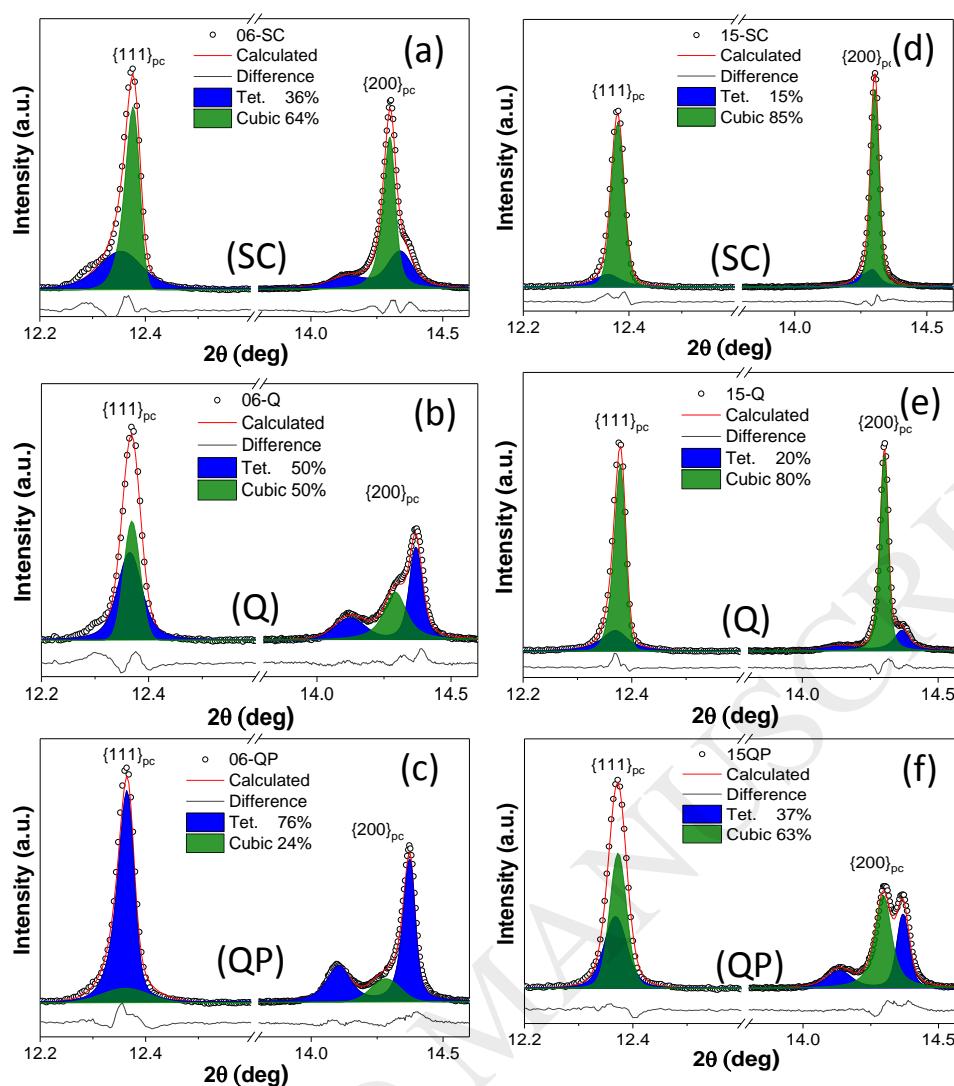 06-SC
Calculated
Difference
Tet. 36%
Cubic 64%
(a)
{111}pc
{200}pc
(SC)
Intensity (a.u.)
12.2 12.4 14.0 14.5
2θ (deg)
15-SC
Calculated
Difference
Tet. 15%
Cubic 85%
(d)
{111}pc
{200}pc
(SC)
Intensity (a.u.)
12.2 12.4 14.0 14.5
2θ (deg)
06-Q
Calculated
Difference
Tet. 50%
Cubic 50%
(b)
{111}pc
{200}pc
(Q)
Intensity (a.u.)
12.2 12.4 14.0 14.5
2θ (deg)
15-Q
Calculated
Difference
Tet. 20%
Cubic 80%
(e)
{111}pc
{200}pc
(Q)
Intensity (a.u.)
12.2 12.4 14.0 14.5
2θ (deg)
06-QP
Calculated
Difference
Tet. 76%
Cubic 24%
(c)
{111}pc
{200}pc
(QP)
Intensity (a.u.)
12.2 12.4 14.0 14.5
2θ (deg)
15QP
Calculated
Difference
Tet. 37%
Cubic 63%
(f)
{111}pc
{200}pc
(QP)
Intensity (a.u.)
12.2 12.4 14.0 14.5
2θ (deg)